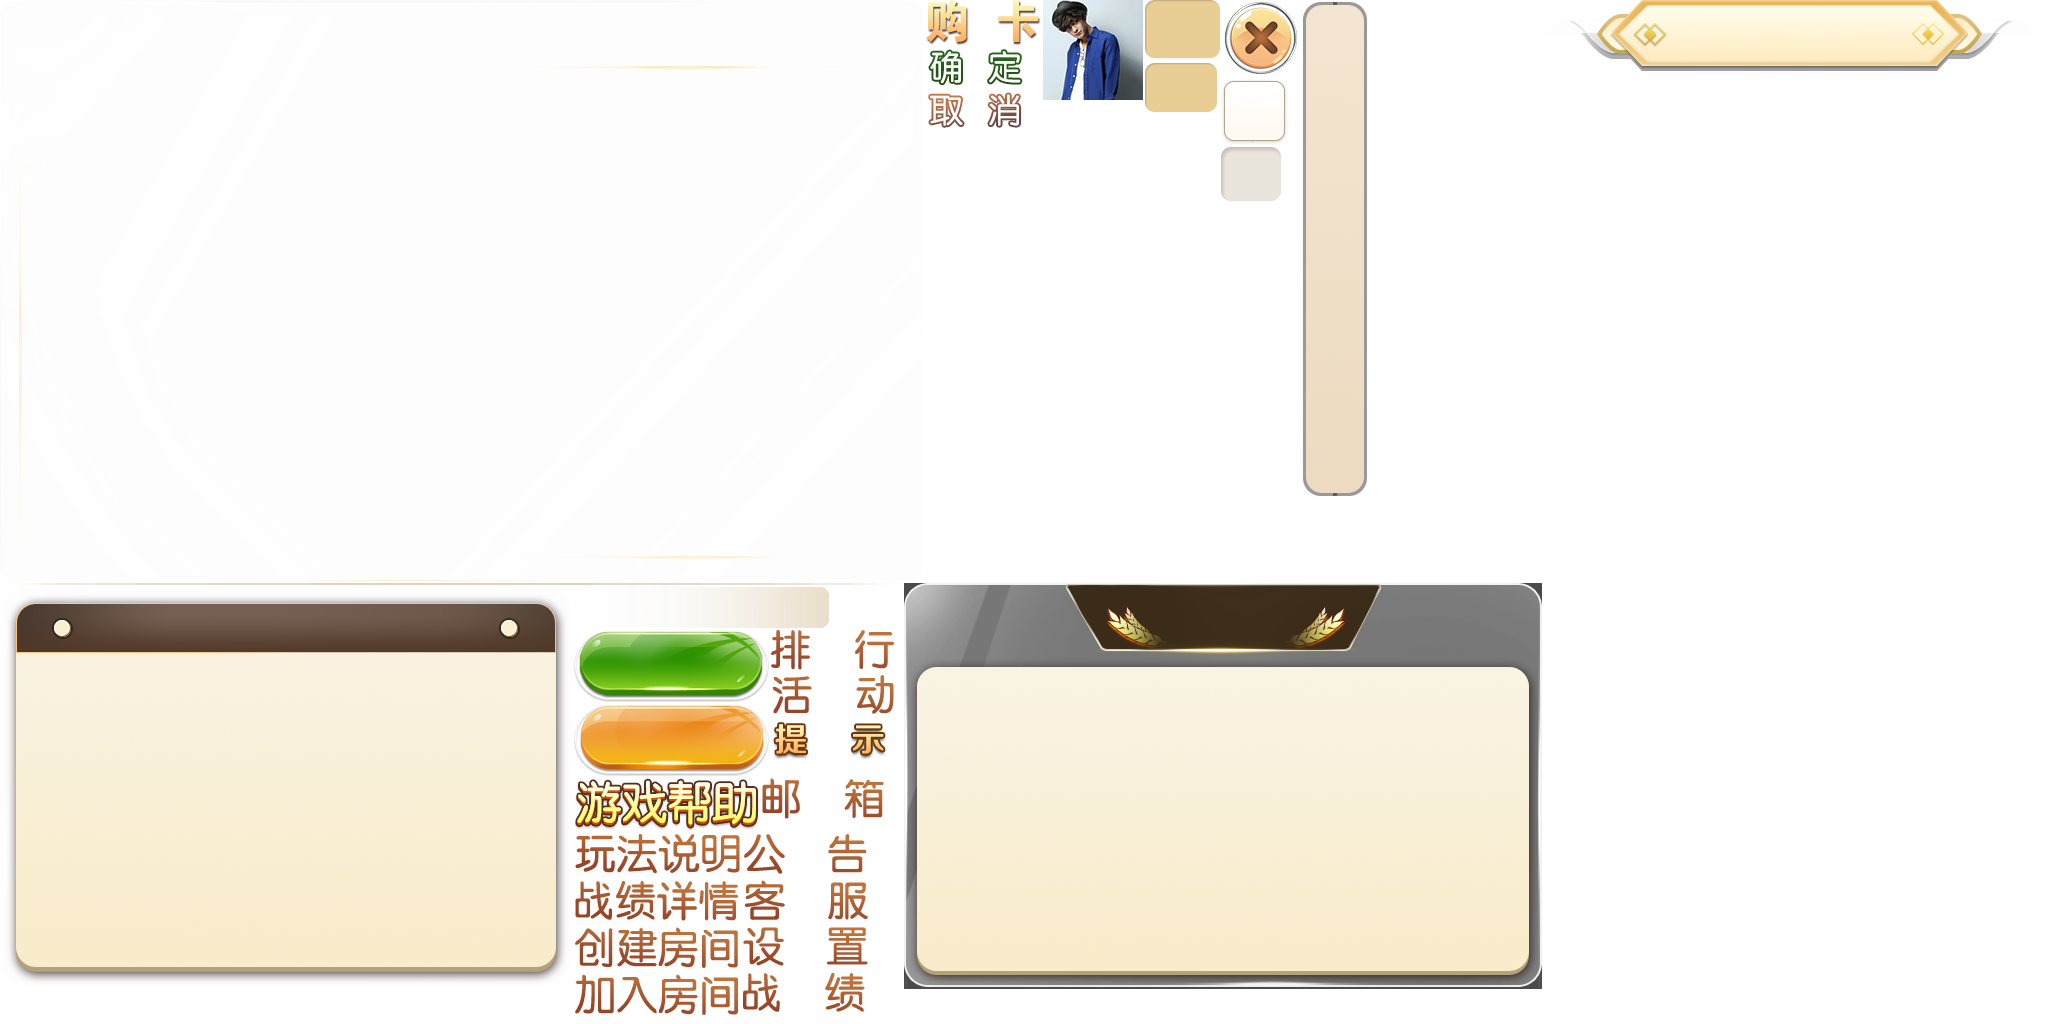 购 卡
确 定
取 消
排 行
活 动
提 示
游戏帮助
邮 箱
玩法说明
公 告
战绩详情
客 服
创建房间
设 置
加入房间
战 绩